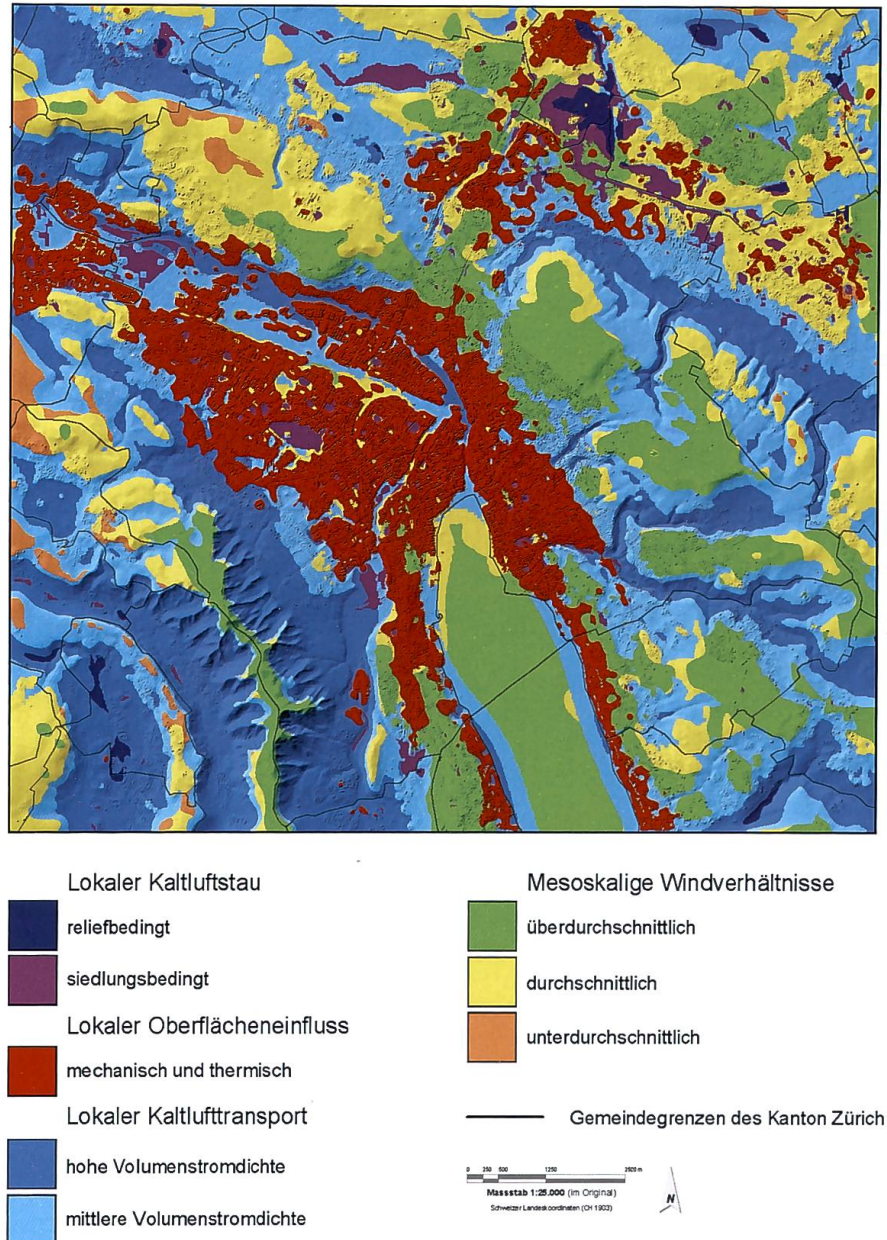 Lokaler Kaltluftstau
reliefbedingt
siedlungsbedingt
Lokaler Oberflächeneinfluss
mechanisch und thermisch
Lokaler Kaltlufttransport
hohe Volumenstromdichte
mittlere Volumenstromdichte
Mesoskalige Windverhältnisse
überdurchschnittlich
durchschnittlich
unterdurchschnittlich
Gemeindegrenzen des Kanton Zürich
0 250 500 1250 2500 m
Massstab 1:25.000 (im Original)
Schweizer Landeskoordinaten (CH 1903)
N